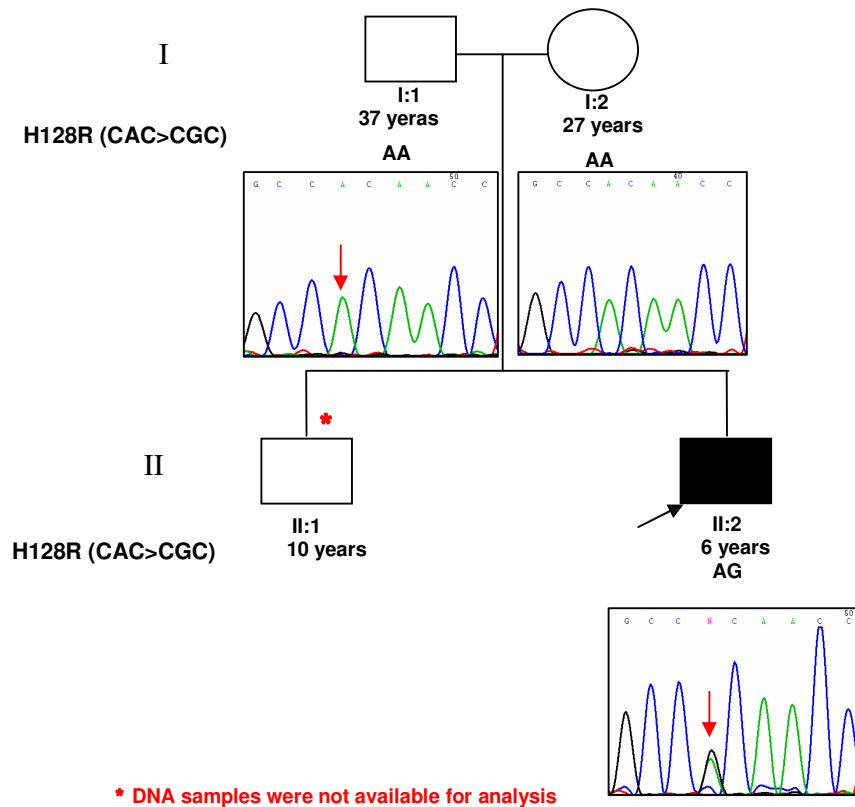 I
I:1
37 yeras
AA
I:2
27 years
AA
H128R (CAC>CGC)
50
G C C A C A A C C
40
G C C A C A A C C
*
II
II:1
10 years
II:2
6 years
AG
H128R (CAC>CGC)
50
G C C N C A A C C
* DNA samples were not available for analysis